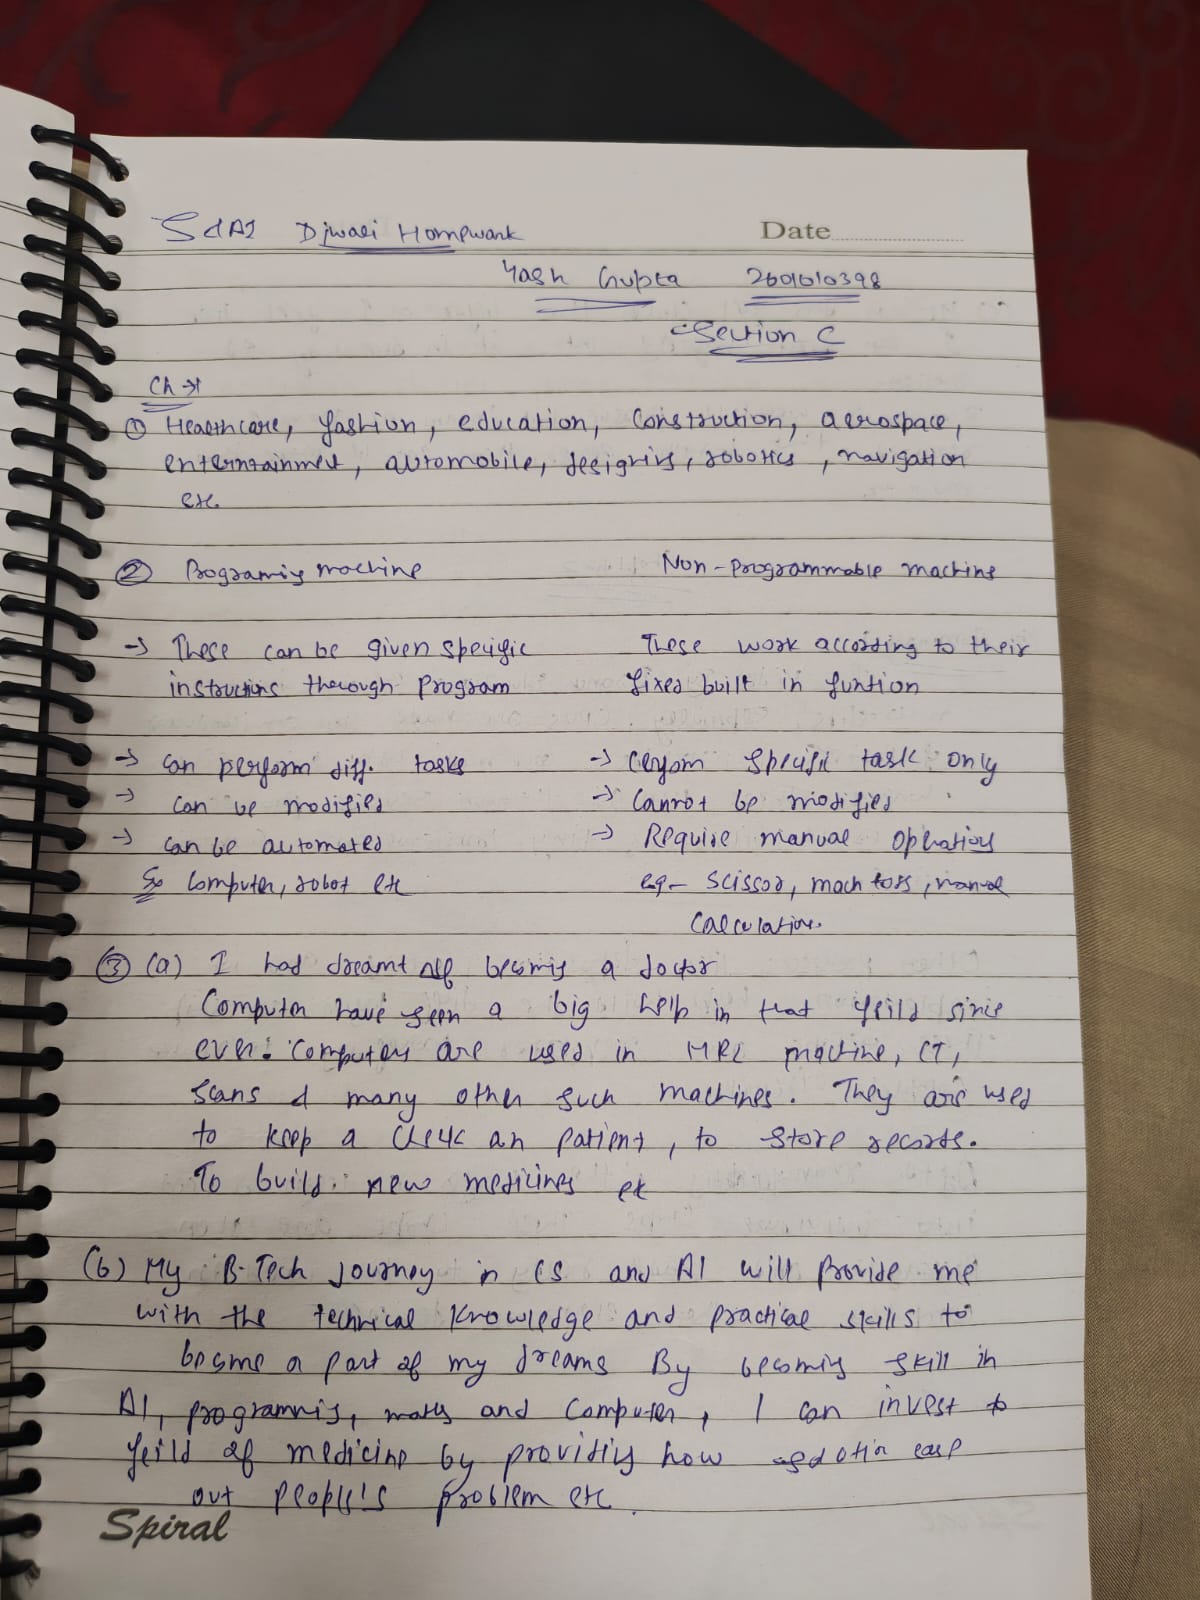 SdAI Diwali Homework
Date
Yash Gupta 2601010398
Section C
Ch →1
① Healthcare, fashion, education, Construction, aerospace,
enterntainment, automobile, designing, robotics, navigation
etc.
② Programing machine Non-programmable machine
→ These can be given specific These work according to their
instructions thorough program fixed built in funtion
→ can perform diff. tasks → specific task only
→ can be modified → Cannot be modified
→ can be automated → Require manual operations
Ex computer, robot etc eg- Scissor, manual
calculation.
③ (a) I had dreamt of becoming a doctor
Computer have seen a big help in that feild since
ever. Computers are used in MRI machine, CT,
Scans & many other such machines. They are used
to keep a check on patient, to store records.
To build new medicines etc
(b) My B-Tech Journey in CS and AI will provide me
with the technical knowledge and practical skills to
become a part of my dreams By becoming skill in
AI, programming, maths and Computer, I can invest to
feild of medicine by providing how
out people's problem etc.
Spiral